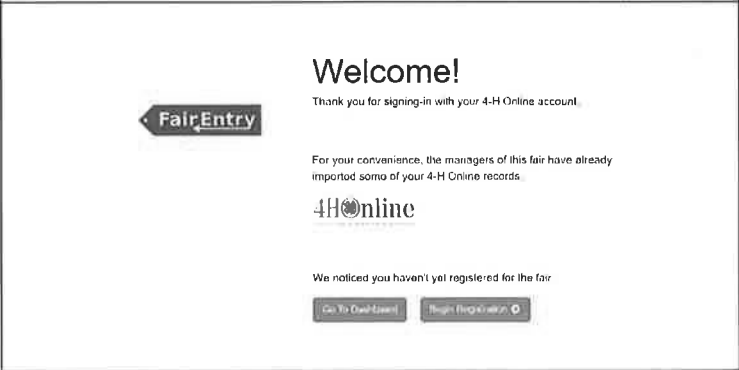 Welcome!
Thank you for signing-in with your 4-H Online account.
FairEntry
For your convenience, the managers of this fair have already
imported some of your 4-H Online records.
4HOnline
We noticed you haven't yet registered for the fair
Go To Dashboard
Begin Registration